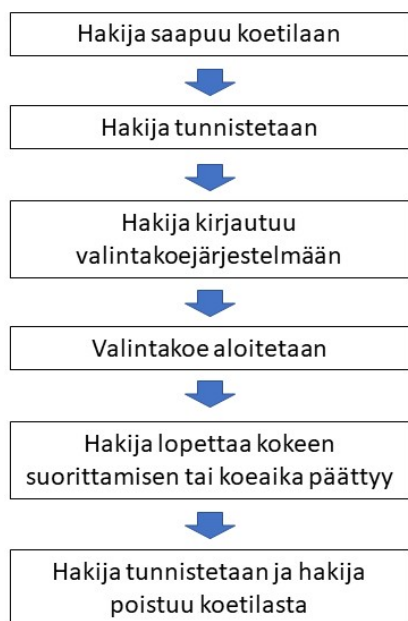 Hakija saapuu koetilaan
Hakija tunnistetaan
Hakija kirjautuu
valintakoejärjestelmään
Valintakoe aloitetaan
Hakija lopettaa kokeen
suorittamisen tai koeaika päättyy
Hakija tunnistetaan ja hakija
poistuu koetilasta